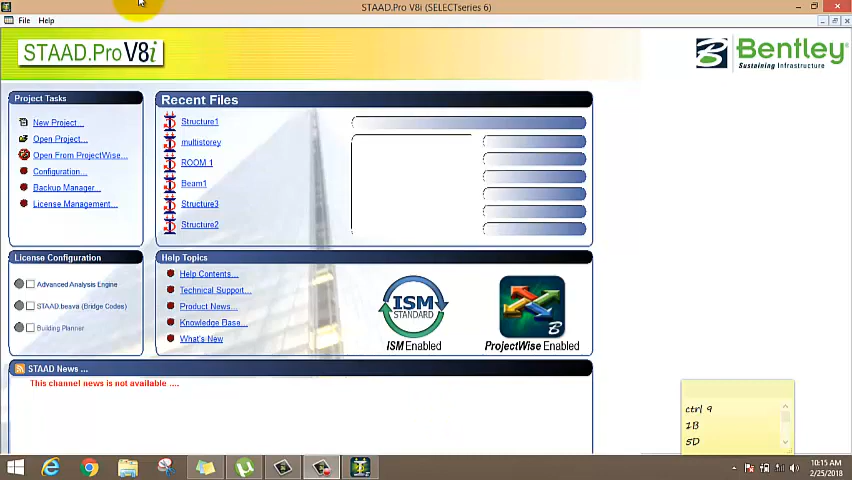 STAAD.Pro V8i (SELECTseries 6)
File Help
STAAD.Pro V8i
Bentley
Sustaining Infrastructure
Project Tasks
New Project...
Open Project...
Open From ProjectWise...
Configuration...
Backup Manager...
License Management...
Recent Files
Structure1
multistorey
ROOM 1
Beam1
Structure3
Structure2
License Configuration
Advanced Analysis Engine
STAAD.beava (Bridge Codes)
Building Planner
Help Topics
Help Contents...
Technical Support...
Product News...
Knowledge Base...
What's New
ISM
STANDARD
ISM Enabled
B
ProjectWise Enabled
STAAD News ...
This channel news is not available ....
ctrl 9
1B
5D
10:15 AM
2/25/2018